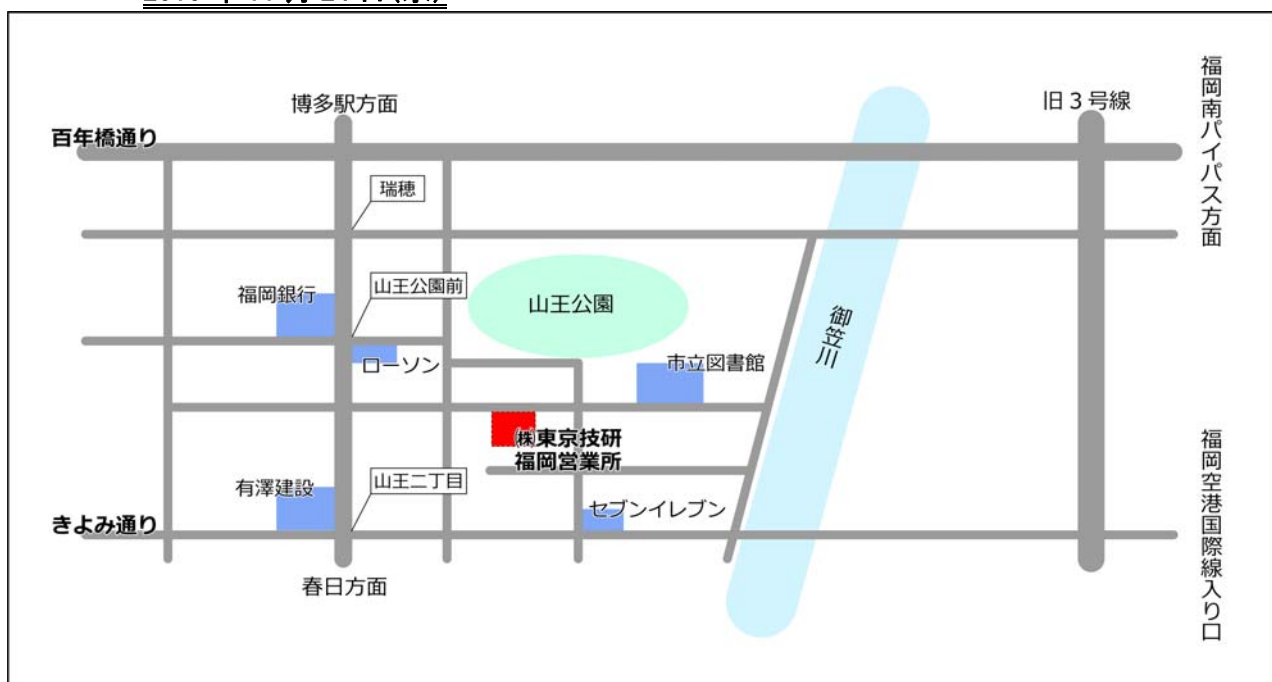 博多駅方面
旧3号線
福岡南パイパス方面
百年橋通り
瑞穂
福岡銀行
山王公園前
山王公園
御笠川
ローソン
市立図書館
㈱東京技研
福岡営業所
有澤建設
山王二丁目
セブンイレブン
きよみ通り
春日方面
福岡空港国際線入り口